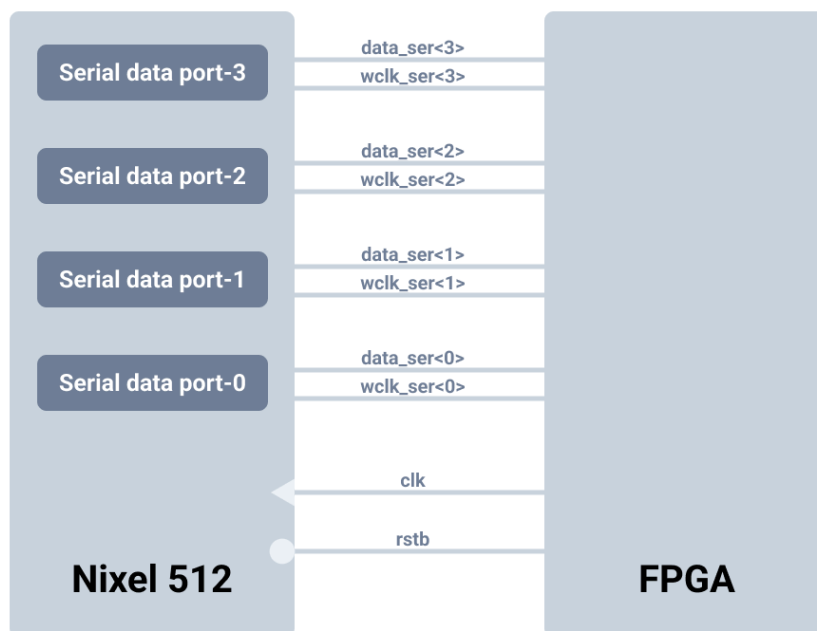 data_ser<3>
Serial data port-3
wclk_ser<3>
data_ser<2>
Serial data port-2
wclk_ser<2>
data_ser<1>
Serial data port-1
wclk_ser<1>
data_ser<0>
Serial data port-0
wclk_ser<0>
clk
rstb
Nixel 512
FPGA